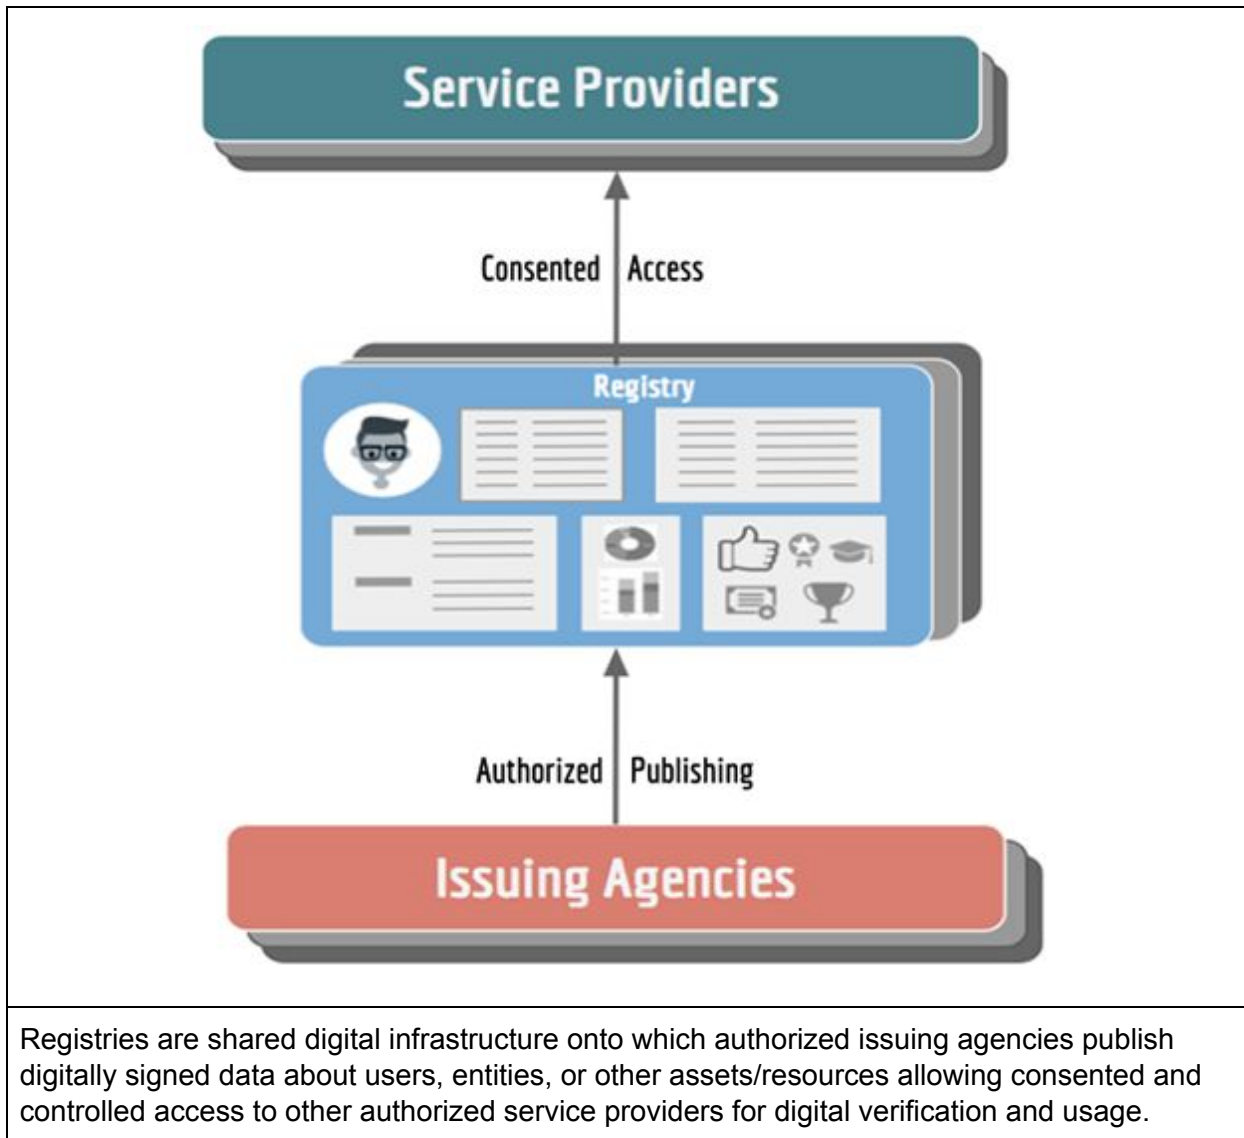 Service Providers
Consented Access
Registry
Authorized Publishing
Issuing Agencies
Registries are shared digital infrastructure onto which authorized issuing agencies publish
digitally signed data about users, entities, or other assets/resources allowing consented and
controlled access to other authorized service providers for digital verification and usage.